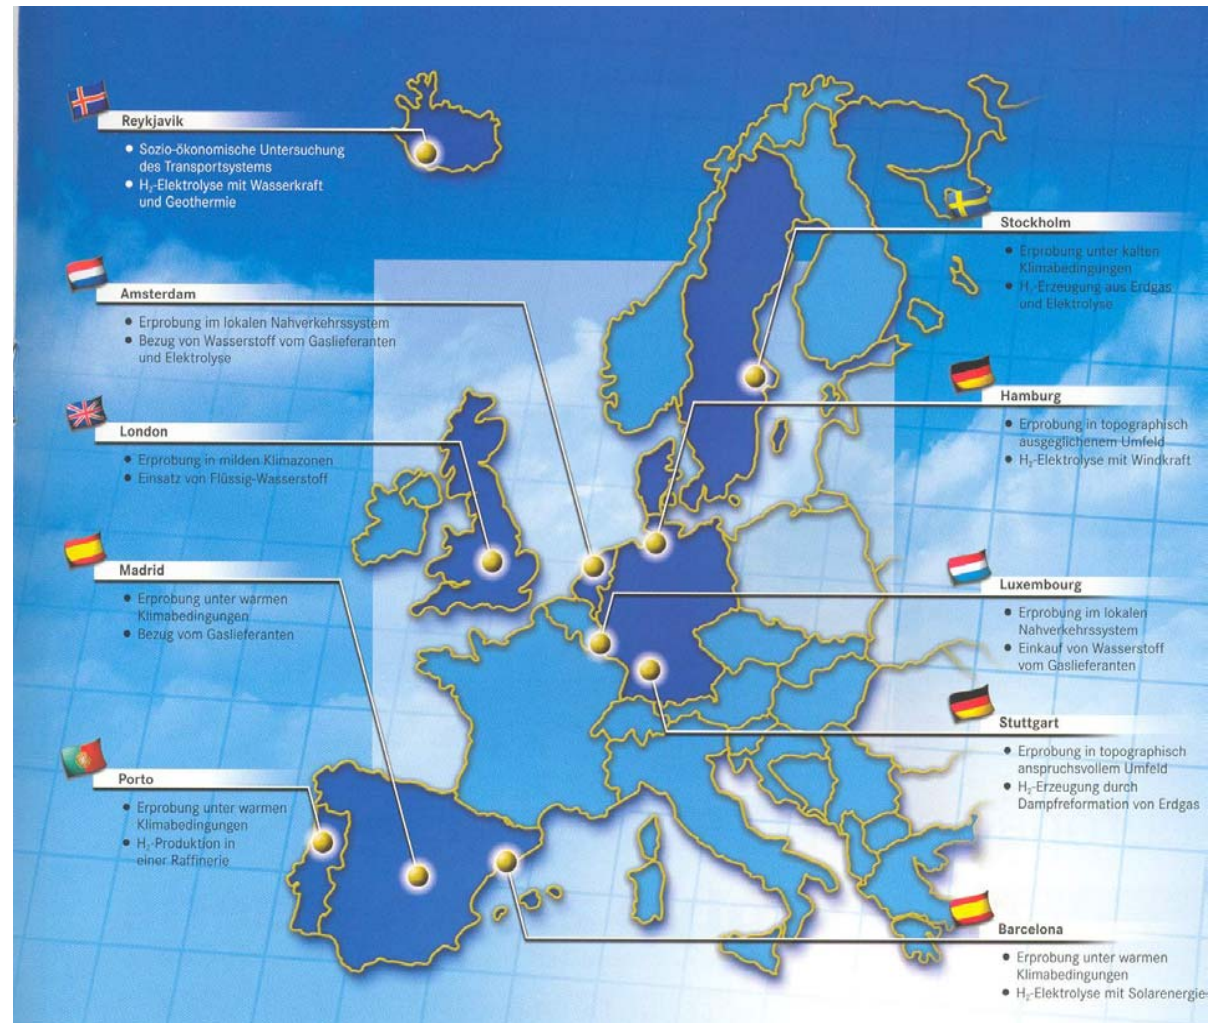 Reykjavik
● Sozio-ökonomische Untersuchung
des Transportsystems
● H₂-Elektrolyse mit Wasserkraft
und Geothermie
Amsterdam
● Erprobung im lokalen Nahverkehrssystem
● Bezug von Wasserstoff vom Gaslieferanten
und Elektrolyse
London
● Erprobung in milden Klimazonen
● Einsatz von Flüssig-Wasserstoff
Madrid
● Erprobung unter warmen
Klimabedingungen
● Bezug vom Gaslieferanten
Porto
● Erprobung unter warmen
Klimabedingungen
● H₂-Produktion in
einer Raffinerie
Stockholm
● Erprobung unter kalten
Klimabedingungen
● H₂-Erzeugung aus Erdgas
und Elektrolyse
Hamburg
● Erprobung in topographisch
ausgeglichenem Umfeld
● H₂-Elektrolyse mit Windkraft
Luxembourg
● Erprobung im lokalen
Nahverkehrssystem
● Einkauf von Wasserstoff
vom Gaslieferanten
Stuttgart
● Erprobung in topographisch
anspruchsvollem Umfeld
● H₂-Erzeugung durch
Dampfreformation von Erdgas
Barcelona
● Erprobung unter warmen
Klimabedingungen
● H₂-Elektrolyse mit Solarenergie